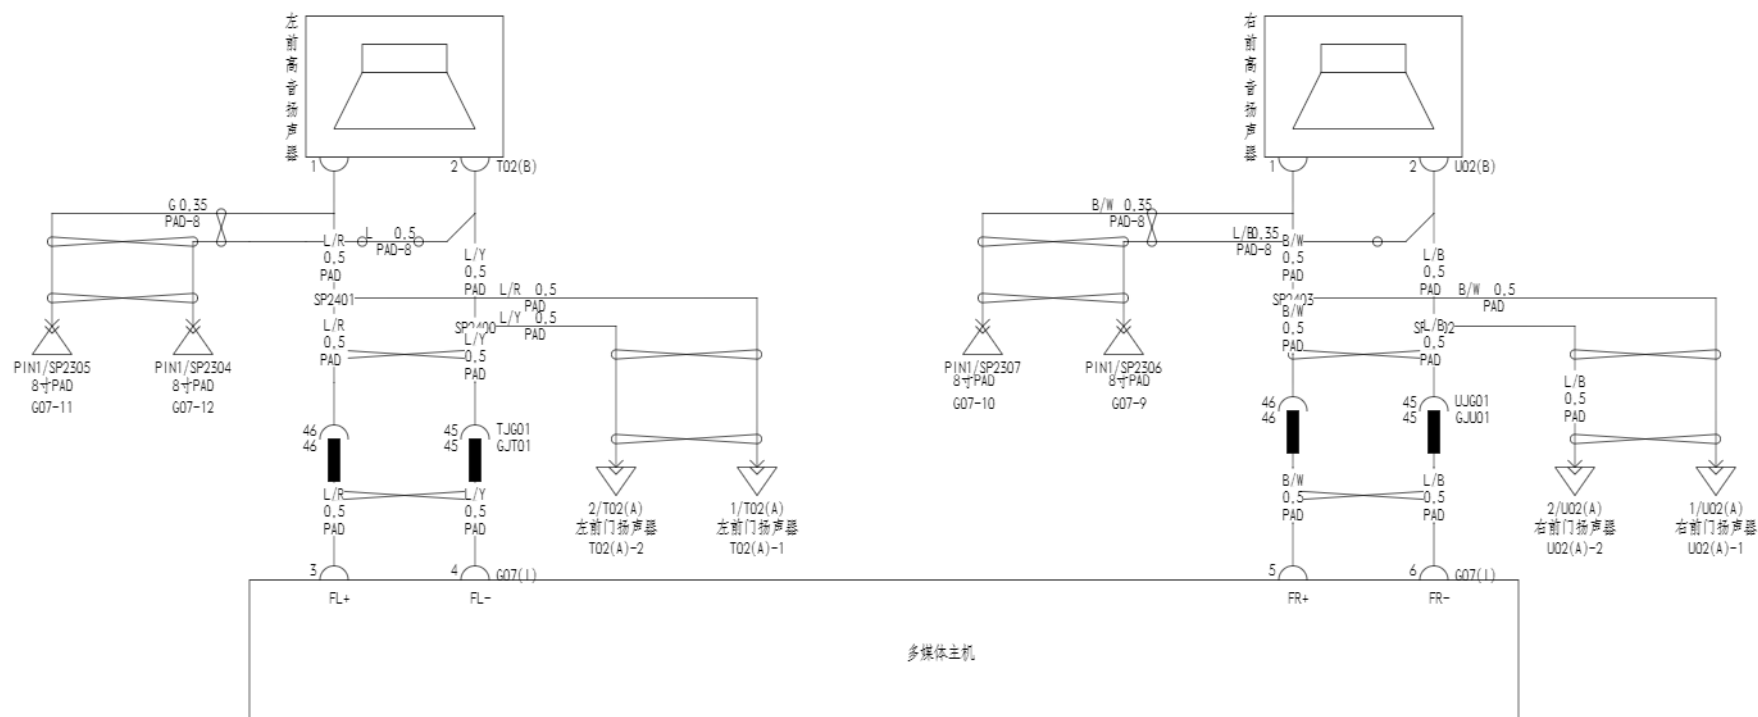 左前高音扬声器
右前高音扬声器
1
2
T02(B)
1
2
U02(B)
G 0.35
PAD-8
B/W 0.35
PAD-8
L/R
0.5
PAD
L 0.5
PAD-8
L/Y
0.5
PAD
L/B 0.35
PAD-8
B/W
0.5
PAD
L/B
0.5
PAD
SP2401
L/R 0.5
PAD
SP2403
B/W 0.5
PAD
L/R
0.5
PAD
SP2400
L/Y 0.5
PAD
L/Y
0.5
PAD
B/W
0.5
PAD
L/B
0.5
PAD
PIN1/SP2305
8寸PAD
G07-11
PIN1/SP2304
8寸PAD
G07-12
PIN1/SP2307
8寸PAD
G07-10
PIN1/SP2306
8寸PAD
G07-9
L/B
0.5
PAD
46
46
45
45
TJG01
GJT01
46
46
45
45
UJG01
GJU01
L/R
0.5
PAD
L/Y
0.5
PAD
2/T02(A)
左前门扬声器
T02(A)-2
1/T02(A)
左前门扬声器
T02(A)-1
B/W
0.5
PAD
L/B
0.5
PAD
2/U02(A)
右前门扬声器
U02(A)-2
1/U02(A)
右前门扬声器
U02(A)-1
3
4
G07(I)
5
6
G07(I)
FL+
FL-
FR+
FR-
多媒体主机